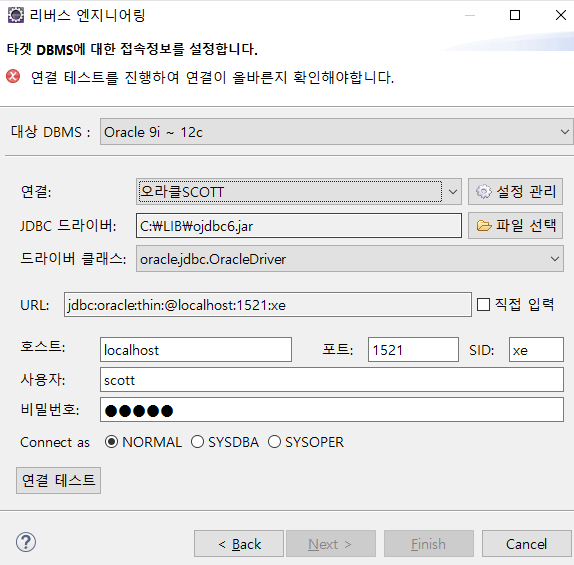 리버스 엔지니어링
타겟 DBMS에 대한 접속정보를 설정합니다.
연결 테스트를 진행하여 연결이 올바른지 확인해야합니다.
대상 DBMS : Oracle 9i ~ 12c
연결: 오라클SCOTT 설정 관리
JDBC 드라이버: C:\LIB\ojdbc6.jar 파일 선택
드라이버 클래스: oracle.jdbc.OracleDriver
URL: jdbc:oracle:thin:@localhost:1521:xe 직접 입력
호스트: localhost 포트: 1521 SID: xe
사용자: scott
비밀번호: ●●●●●
Connect as NORMAL SYSDBA SYSOPER
연결 테스트
? < Back Next > Finish Cancel